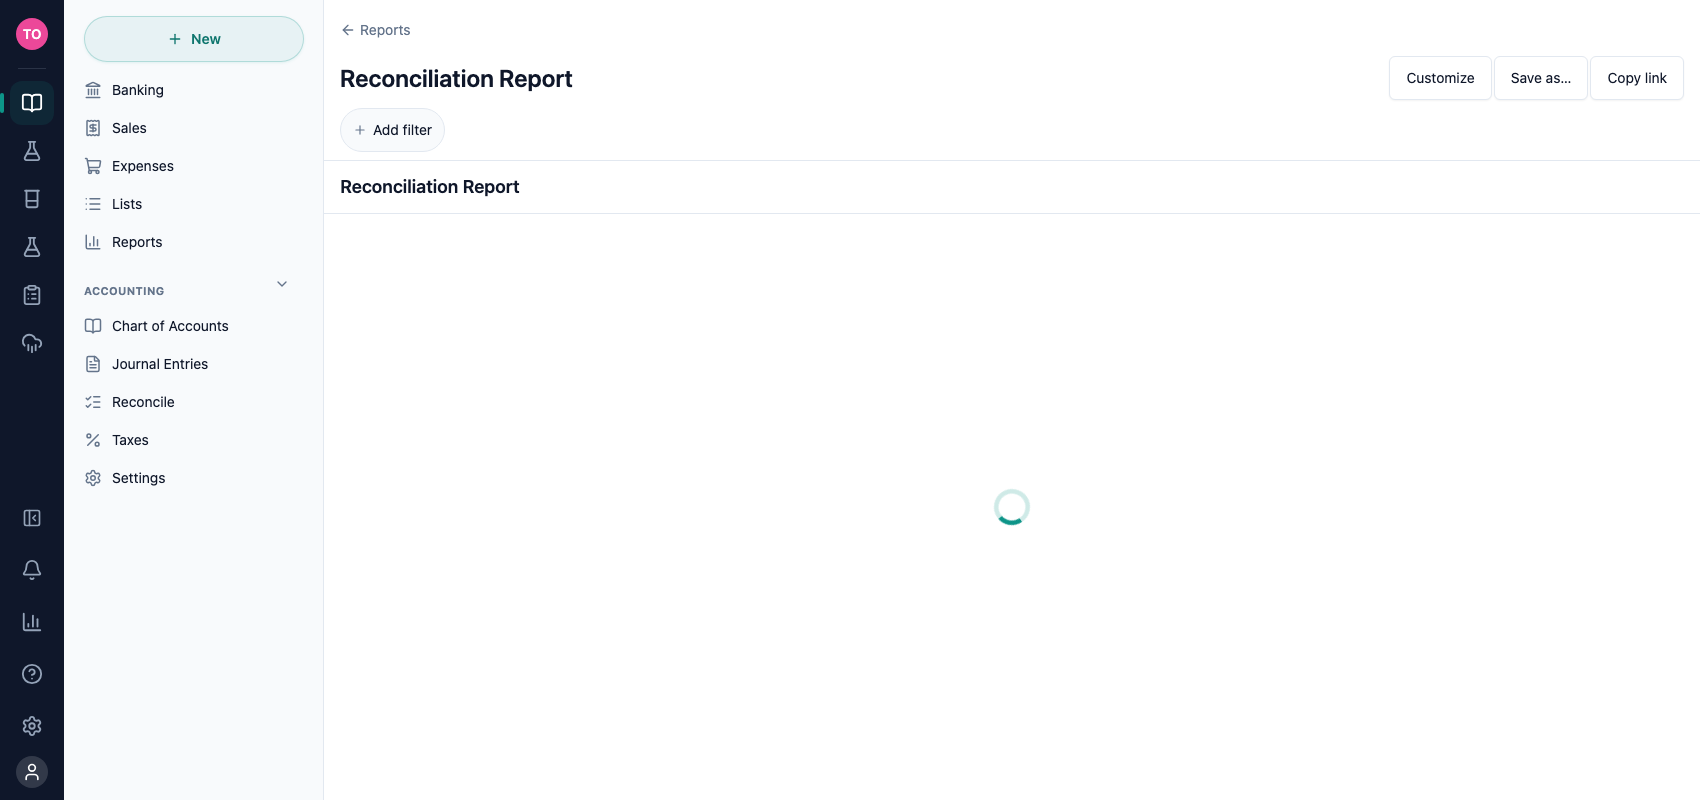 TO
New
Banking
Sales
Expenses
Lists
Reports
ACCOUNTING
Chart of Accounts
Journal Entries
Reconcile
Taxes
Settings
Reports
Reconciliation Report
Customize
Save as...
Copy link
Add filter
Reconciliation Report